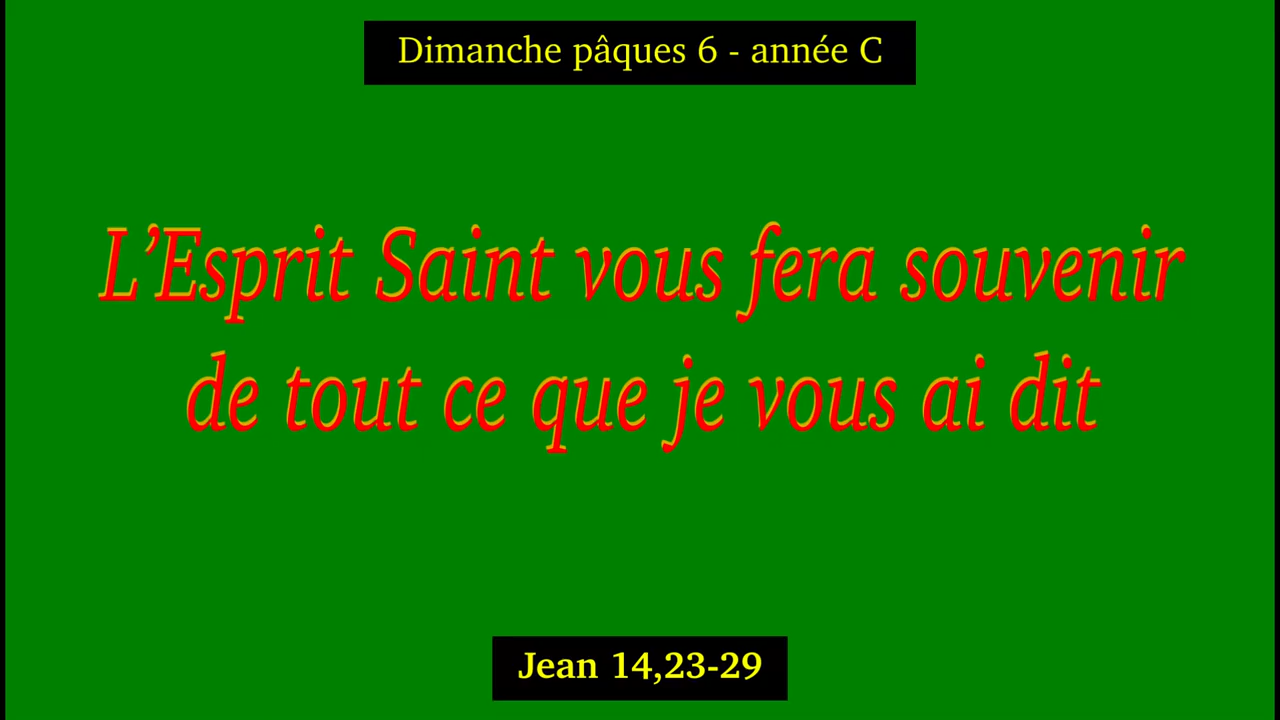 Dimanche pâques 6 - année C
L’Esprit Saint vous fera souvenir
de tout ce que je vous ai dit
Jean 14,23-29